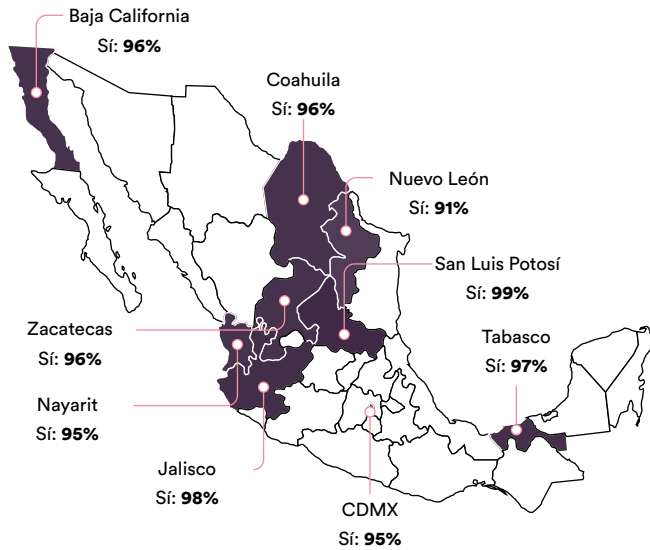 Baja California
Sí: 96%
Coahuila
Sí: 96%
Nuevo León
Sí: 91%
San Luis Potosí
Sí: 99%
Zacatecas
Sí: 96%
Tabasco
Sí: 97%
Nayarit
Sí: 95%
Jalisco
Sí: 98%
CDMX
Sí: 95%